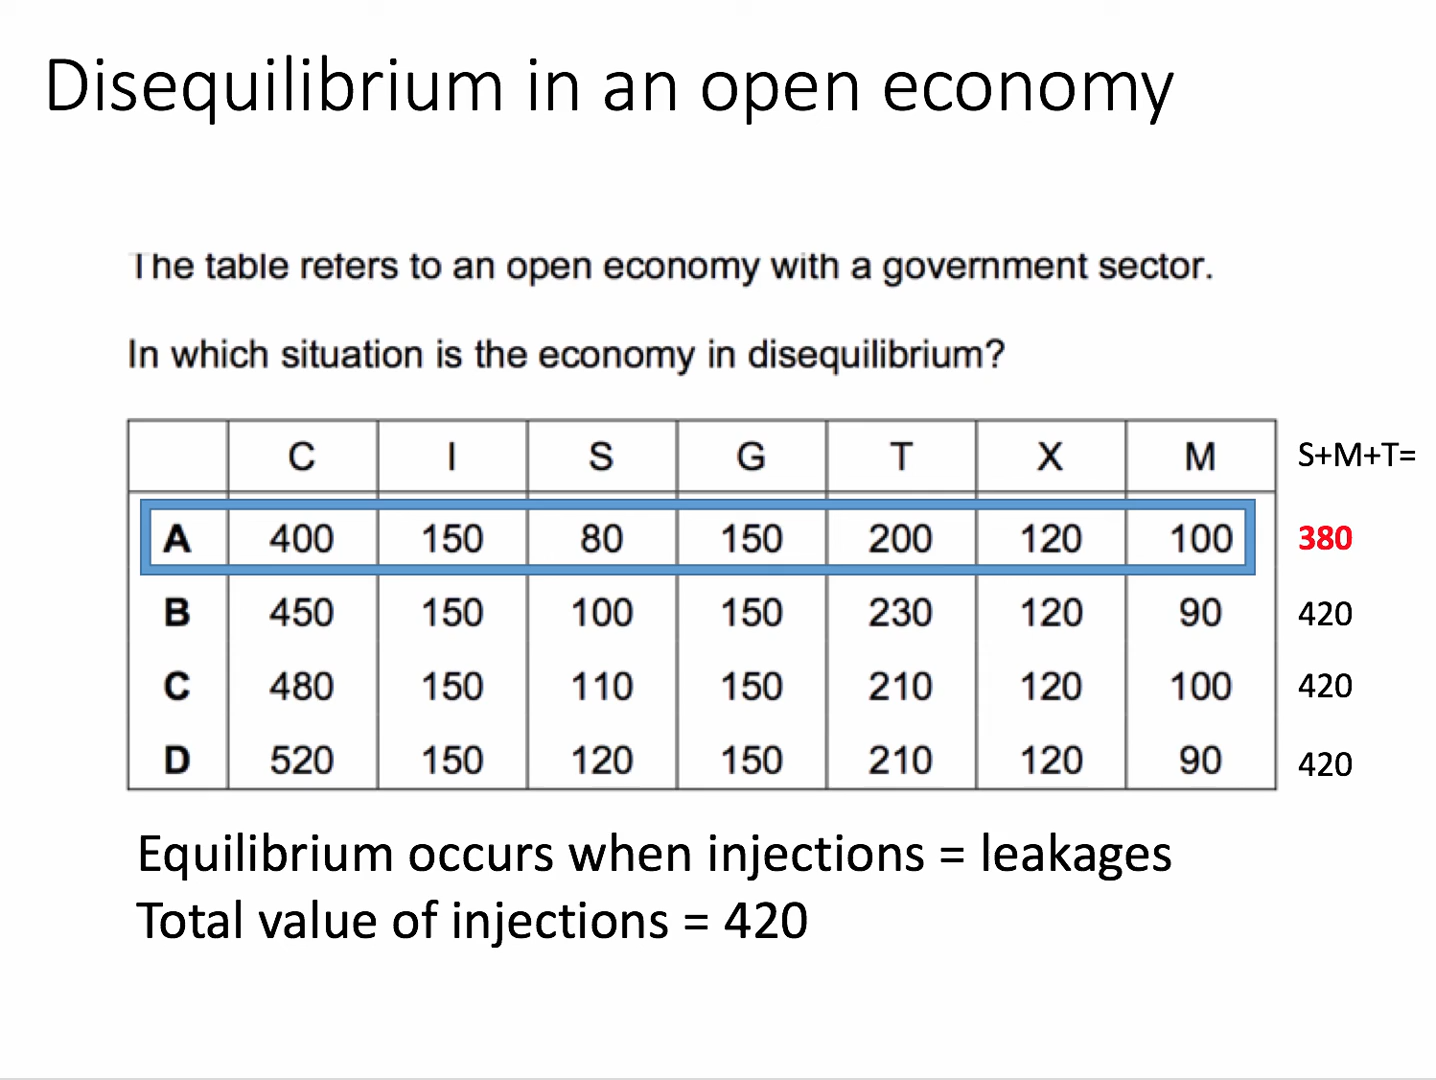 Disequilibrium in an open economy
The table refers to an open economy with a government sector.
In which situation is the economy in disequilibrium?
C I S G T X M S+M+T=
A 400 150 80 150 200 120 100 380
B 450 150 100 150 230 120 90 420
C 480 150 110 150 210 120 100 420
D 520 150 120 150 210 120 90 420
Equilibrium occurs when injections = leakages
Total value of injections = 420